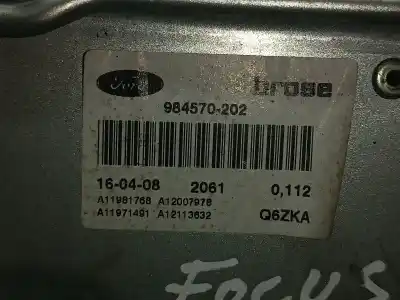 Ford brose
984570-202
16-04-08 2061 0,112
A11981768 A12007978
A11971491 A12113632 Q6ZKA
FOCUS